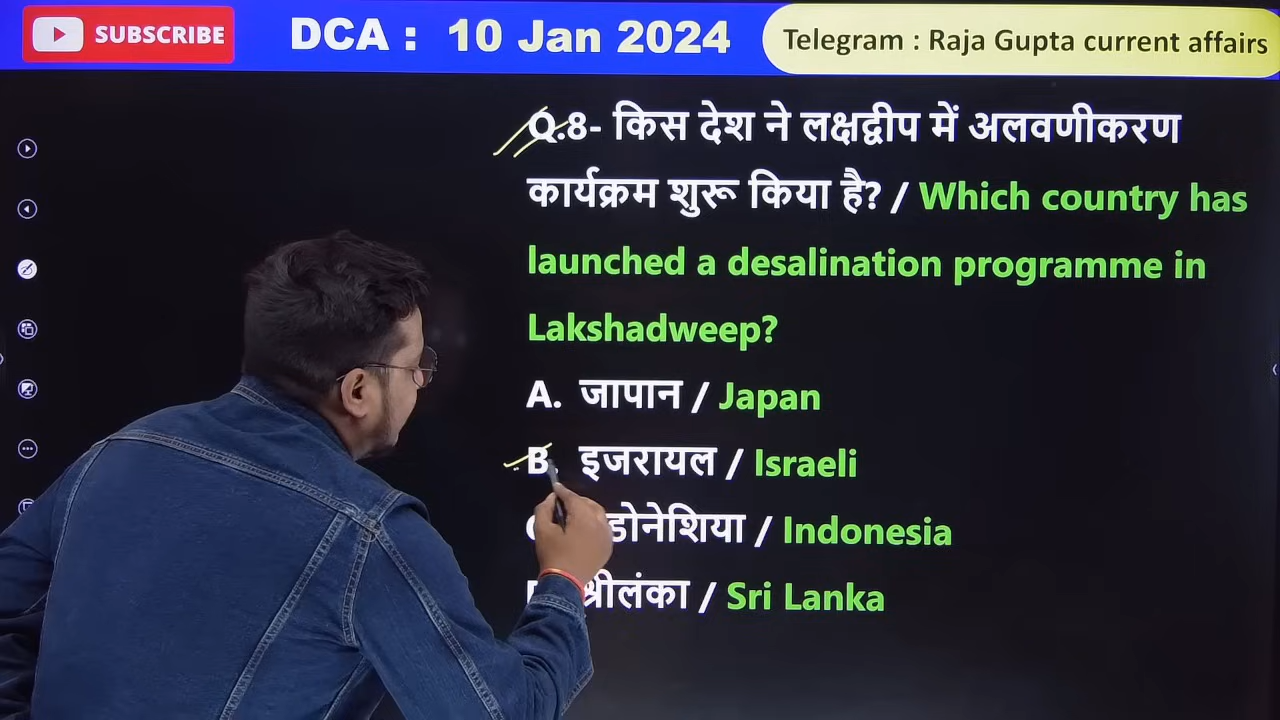 SUBSCRIBE
DCA : 10 Jan 2024
Telegram : Raja Gupta current affairs
Q.8- किस देश ने लक्षद्वीप में अलवणीकरण
कार्यक्रम शुरू किया है? / Which country has
launched a desalination programme in
Lakshadweep?
A. जापान / Japan
B. इजरायल / Israeli
/ Indonesia
श्रीलंका / Sri Lanka